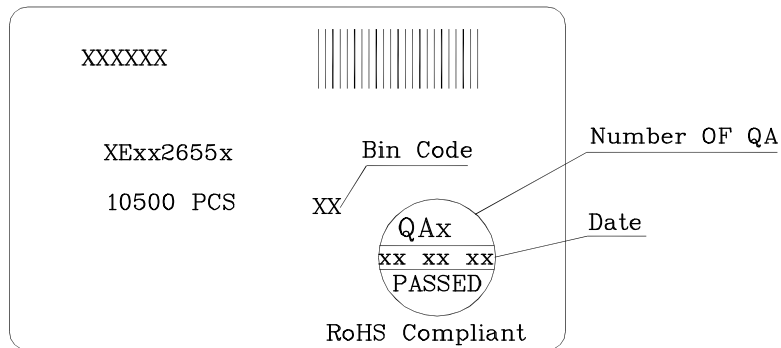 XXXXXX
XExx2655x
10500 PCS
Bin Code
XX
Number OF QA
QAx
Date
xx xx xx
PASSED
RoHS Compliant